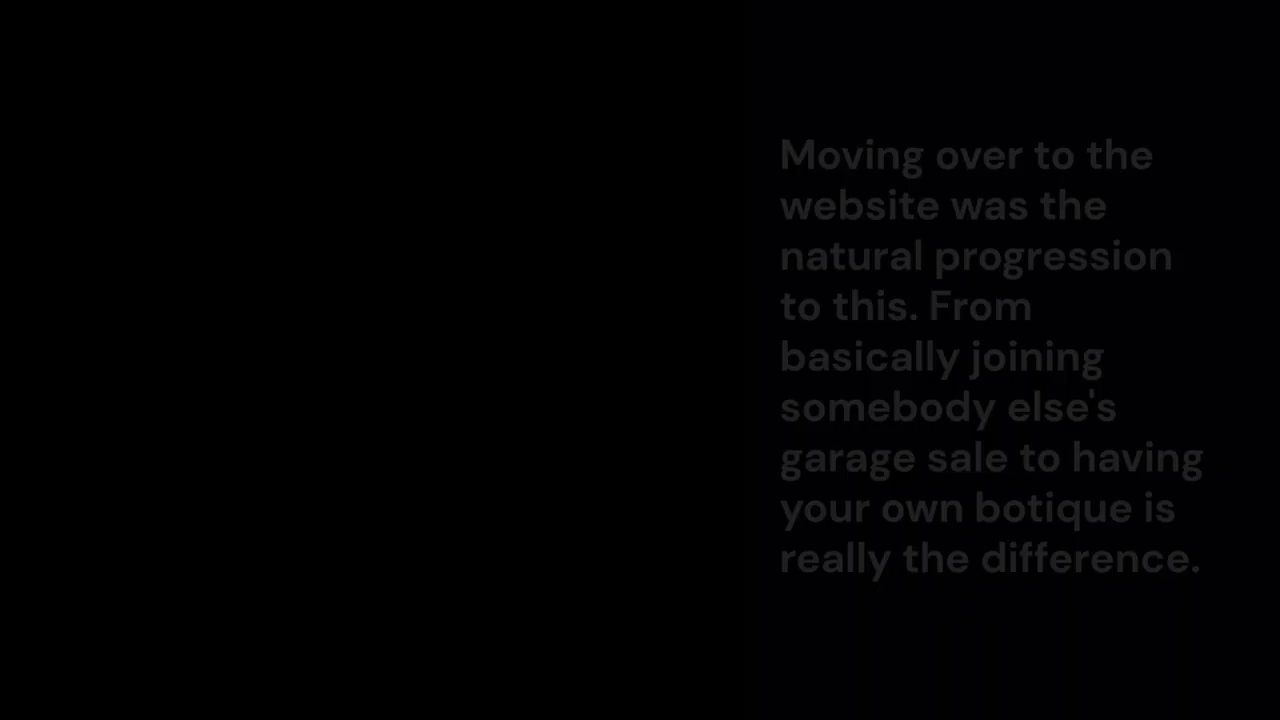 Moving over to the
website was the
natural progression
to this. From
basically joining
somebody else's
garage sale to having
your own botique is
really the difference.